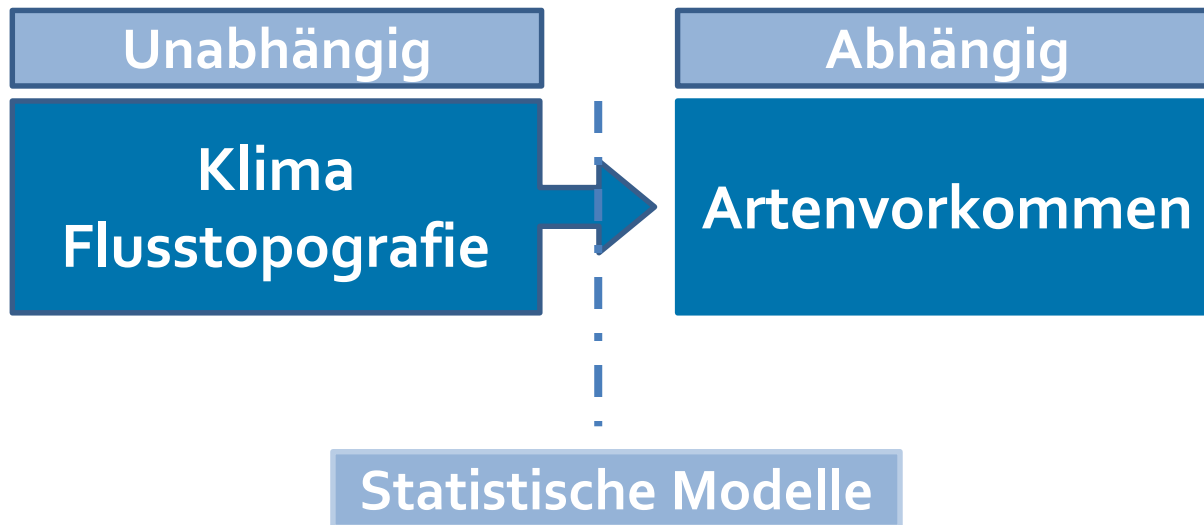 Unabhängig
Abhängig
Klima
Flusstopografie
Artenvorkommen
Statistische Modelle